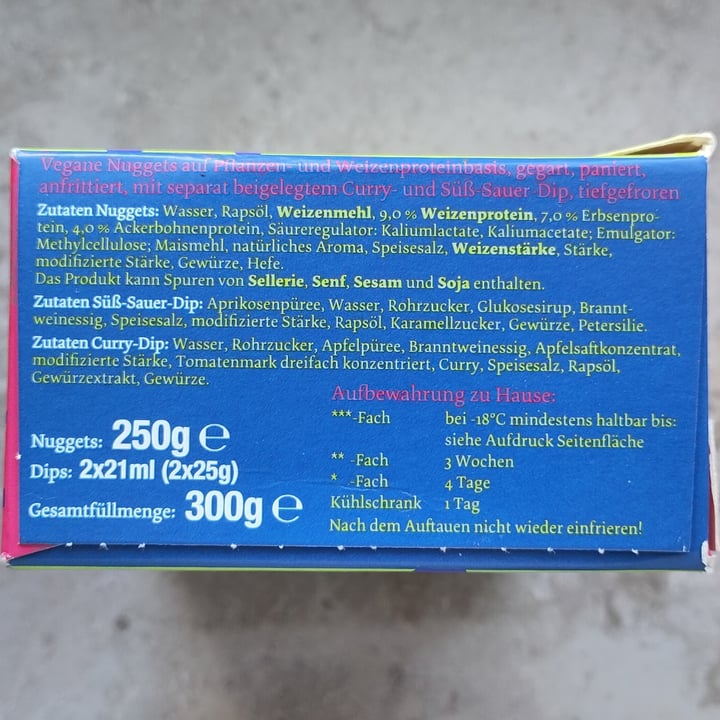 Vegane Nuggets auf Pflanzen- und Weizenproteinbasis, gegart, paniert,
anfrittiert, mit separat beigelegtem Curry- und Süß-Sauer Dip, tiefgefroren
Zutaten Nuggets: Wasser, Rapsöl, Weizenmehl, 9,0 % Weizenprotein, 7,0 % Erbsenpro-
tein, 4,0 % Ackerbohnenprotein, Säureregulator: Kaliumlactate, Kaliumacetate; Emulgator:
Methylcellulose; Maismehl, natürliches Aroma, Speisesalz, Weizenstärke, Stärke,
modifizierte Stärke, Gewürze, Hefe.
Das Produkt kann Spuren von Sellerie, Senf, Sesam und Soja enthalten.
Zutaten Süß-Sauer-Dip: Aprikosenpüree, Wasser, Rohrzucker, Glukosesirup, Brannt-
weinessig, Speisesalz, modifizierte Stärke, Rapsöl, Karamellzucker, Gewürze, Petersilie.
Zutaten Curry-Dip: Wasser, Rohrzucker, Apfelpüree, Branntweinessig, Apfelsaftkonzentrat,
modifizierte Stärke, Tomatenmark dreifach konzentriert, Curry, Speisesalz, Rapsöl,
Gewürzextrakt, Gewürze.
Nuggets: 250g ℮
Dips: 2x21ml (2x25g)
Gesamtfüllmenge: 300g ℮
Aufbewahrung zu Hause:
***-Fach bei -18°C mindestens haltbar bis:
siehe Aufdruck Seitenfläche
** -Fach 3 Wochen
* -Fach 4 Tage
Kühlschrank 1 Tag
Nach dem Auftauen nicht wieder einfrieren!